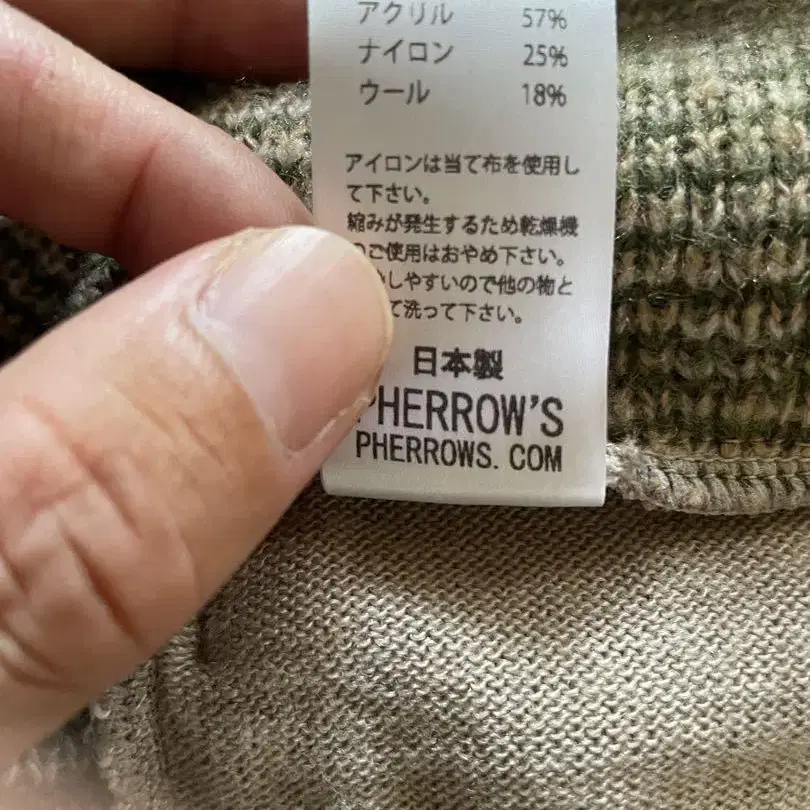 アクリル 57%
ナイロン 25%
ウール 18%
アイロンは当て布を使用し
て下さい。
縮みが発生するため乾燥機
のご使用はおやめ下さい。
しやすいので他の物と
て洗って下さい。
日本製
PHERROW'S
PHERROWS. COM